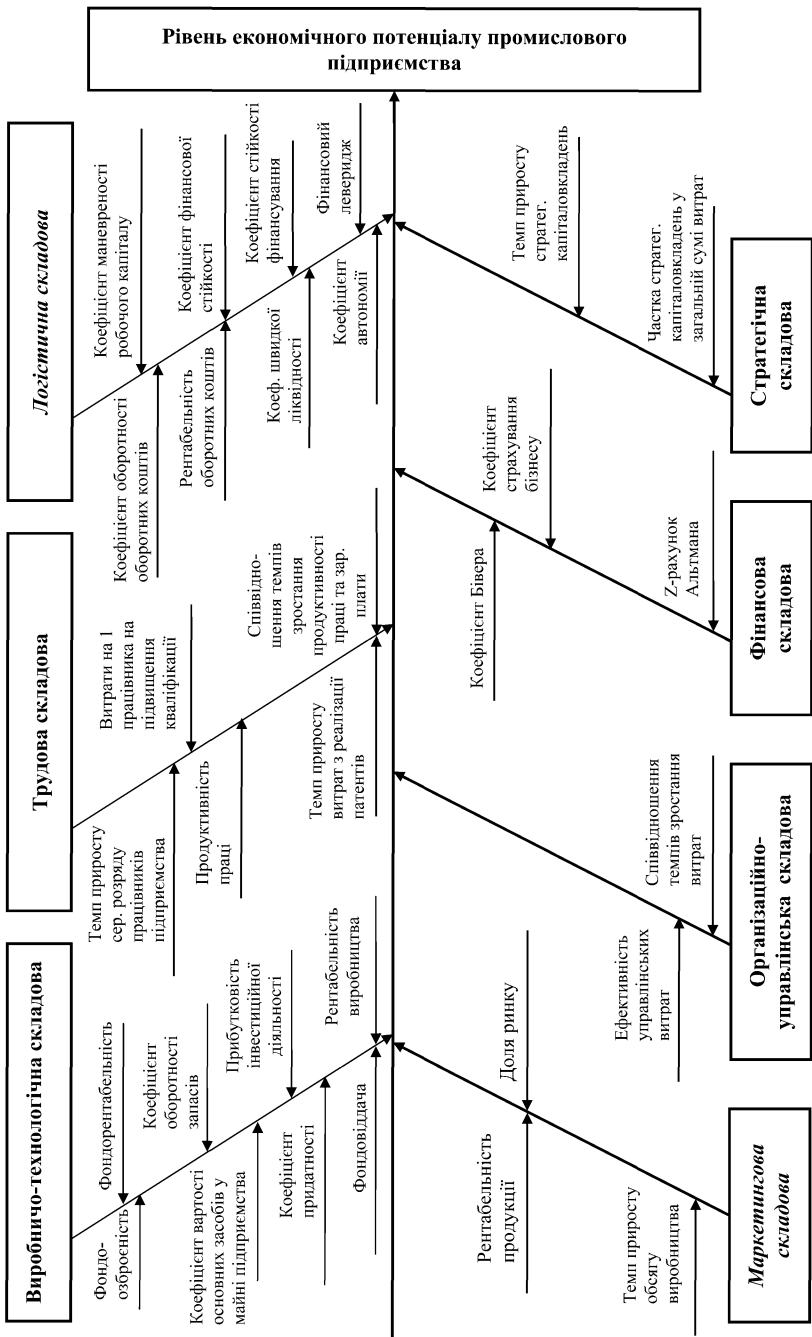 Рівень економічного потенціалу промислового
підприємства
Логістична складова
Коефіцієнт маневреності
робочого капіталу
Коефіцієнт фінансової
стійкості
Коефіцієнт стійкості
фінансування
Фінансовий
леверидж
Коефіцієнт оборотності
оборотних коштів
Рентабельність
оборотних коштів
Коеф. швидкої
ліквідності
Коефіцієнт
автономії
Трудова складова
Витрати на 1
працівника на
підвищення
кваліфікації
Співвідно-
шення темпів
зростання
продуктивності
праці та зар.
плати
Темп приросту
сер. розряду
працівників
підприємства
Продуктивність
праці
Темп приросту
витрат з реалізації
патентів
Виробничо-технологічна складова
Фондорентабельність
Коефіцієнт
оборотності
запасів
Прибутковість
інвестиційної
діяльності
Рентабельність
виробництва
Фондо-
озброєність
Коефіцієнт вартості
основних засобів у
майні підприємства
Коефіцієнт
придатності
Фондовіддача
Темп приросту
стратег.
капіталовкладень
Частка стратег.
капіталовкладень у
загальній сумі витрат
Стратегічна
складова
Коефіцієнт
страхування
бізнесу
Коефіцієнт Бівера
Z-рахунок
Альтмана
Фінансова
складова
Співвідношення
темпів зростання
витрат
Ефективність
управлінських
витрат
Організаційно-
управлінська складова
Доля ринку
Рентабельність
продукції
Темп приросту
обсягу
виробництва
Маркетингова
складова